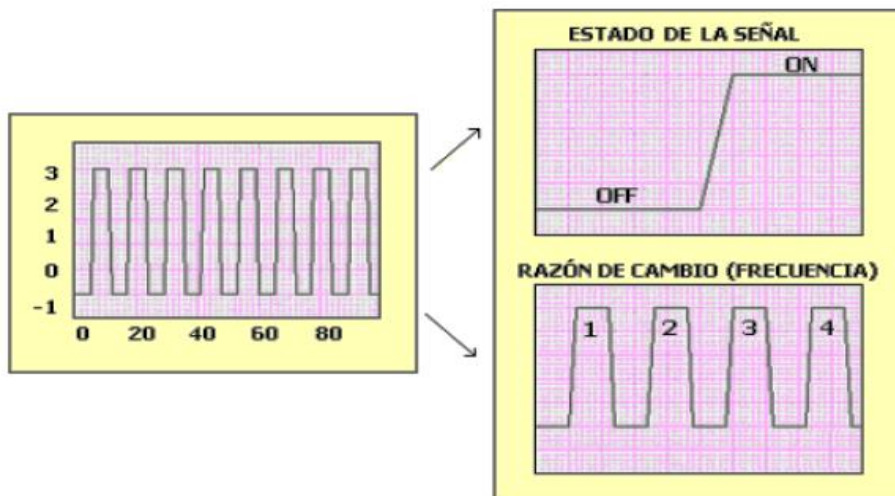 3
2
1
0
-1
0 20 40 60 80
ESTADO DE LA SEÑAL
ON
OFF
RAZÓN DE CAMBIO (FRECUENCIA)
1 2 3 4